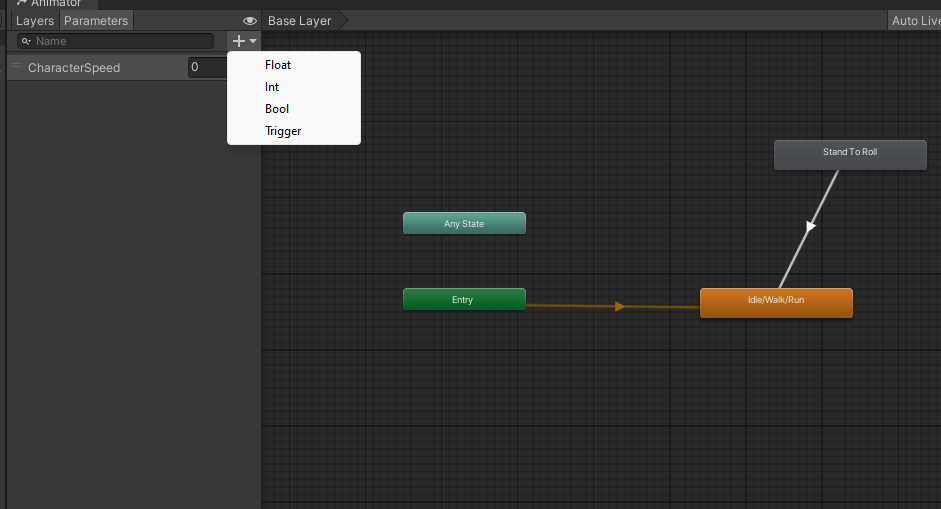 Animator
Layers Parameters Base Layer Auto Live
Name
CharacterSpeed 0
Float
Int
Bool
Trigger
Stand To Roll
Any State
Entry
Idle/Walk/Run